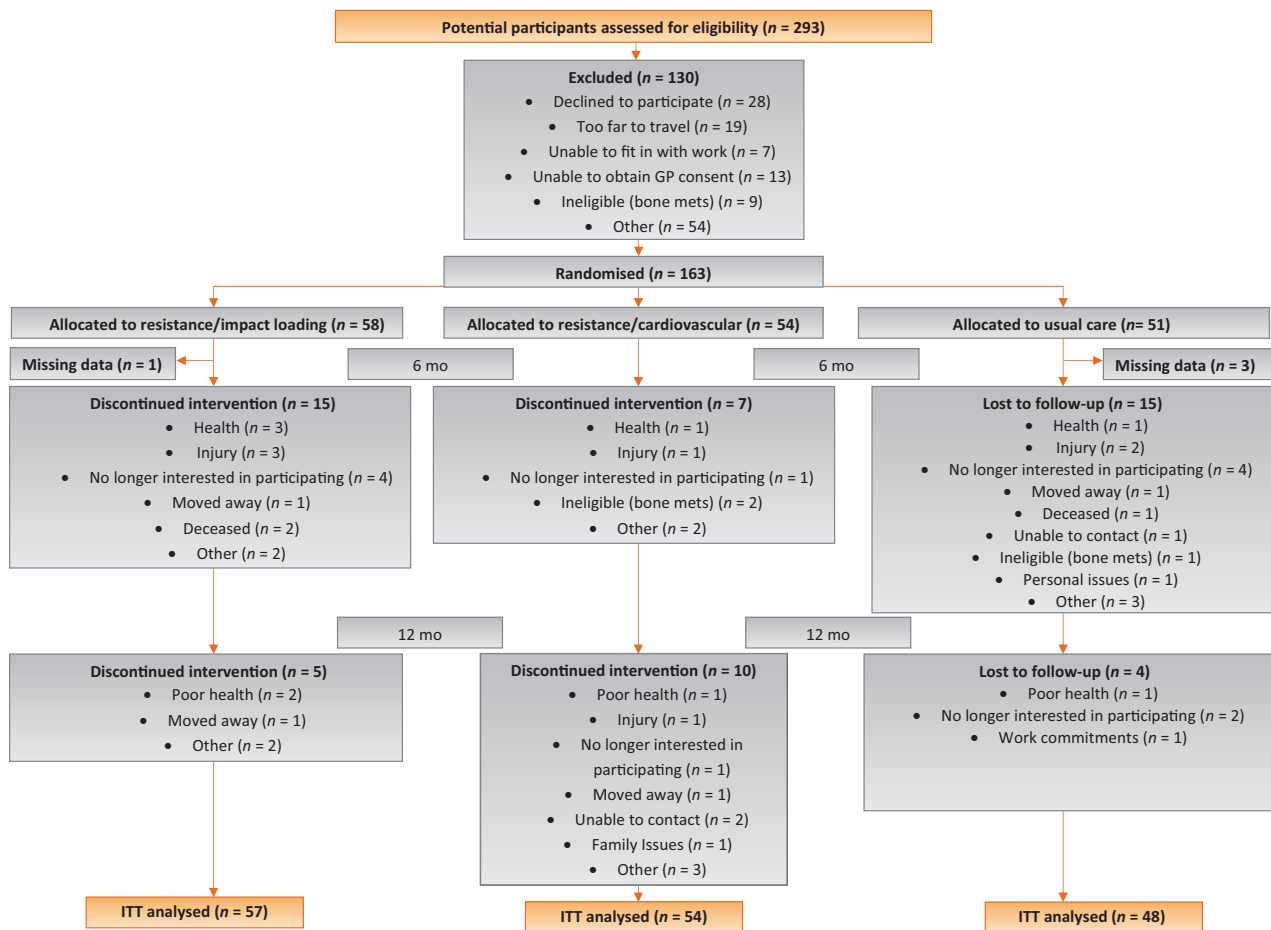 Potential participants assessed for eligibility (n = 293)
Excluded (n = 130)
• Declined to participate (n = 28)
• Too far to travel (n = 19)
• Unable to fit in with work (n = 7)
• Unable to obtain GP consent (n = 13)
• Ineligible (bone mets) (n = 9)
• Other (n = 54)
Randomised (n = 163)
Allocated to resistance/impact loading (n = 58)
Allocated to resistance/cardiovascular (n = 54)
Allocated to usual care (n = 51)
Missing data (n = 1)
6 mo
6 mo
Missing data (n = 3)
Discontinued intervention (n = 15)
• Health (n = 3)
• Injury (n = 3)
• No longer interested in participating (n = 4)
• Moved away (n = 1)
• Deceased (n = 2)
• Other (n = 2)
Discontinued intervention (n = 7)
• Health (n = 1)
• Injury (n = 1)
• No longer interested in participating (n = 1)
• Ineligible (bone mets) (n = 2)
• Other (n = 2)
Lost to follow-up (n = 15)
• Health (n = 1)
• Injury (n = 2)
• No longer interested in participating (n = 4)
• Moved away (n = 1)
• Deceased (n = 1)
• Unable to contact (n = 1)
• Ineligible (bone mets) (n = 1)
• Personal issues (n = 1)
• Other (n = 3)
12 mo
12 mo
Discontinued intervention (n = 5)
• Poor health (n = 2)
• Moved away (n = 1)
• Other (n = 2)
Discontinued intervention (n = 10)
• Poor health (n = 1)
• Injury (n = 1)
• No longer interested in
participating (n = 1)
• Moved away (n = 1)
• Unable to contact (n = 2)
• Family Issues (n = 1)
• Other (n = 3)
Lost to follow-up (n = 4)
• Poor health (n = 1)
• No longer interested in participating (n = 2)
• Work commitments (n = 1)
ITT analysed (n = 57)
ITT analysed (n = 54)
ITT analysed (n = 48)